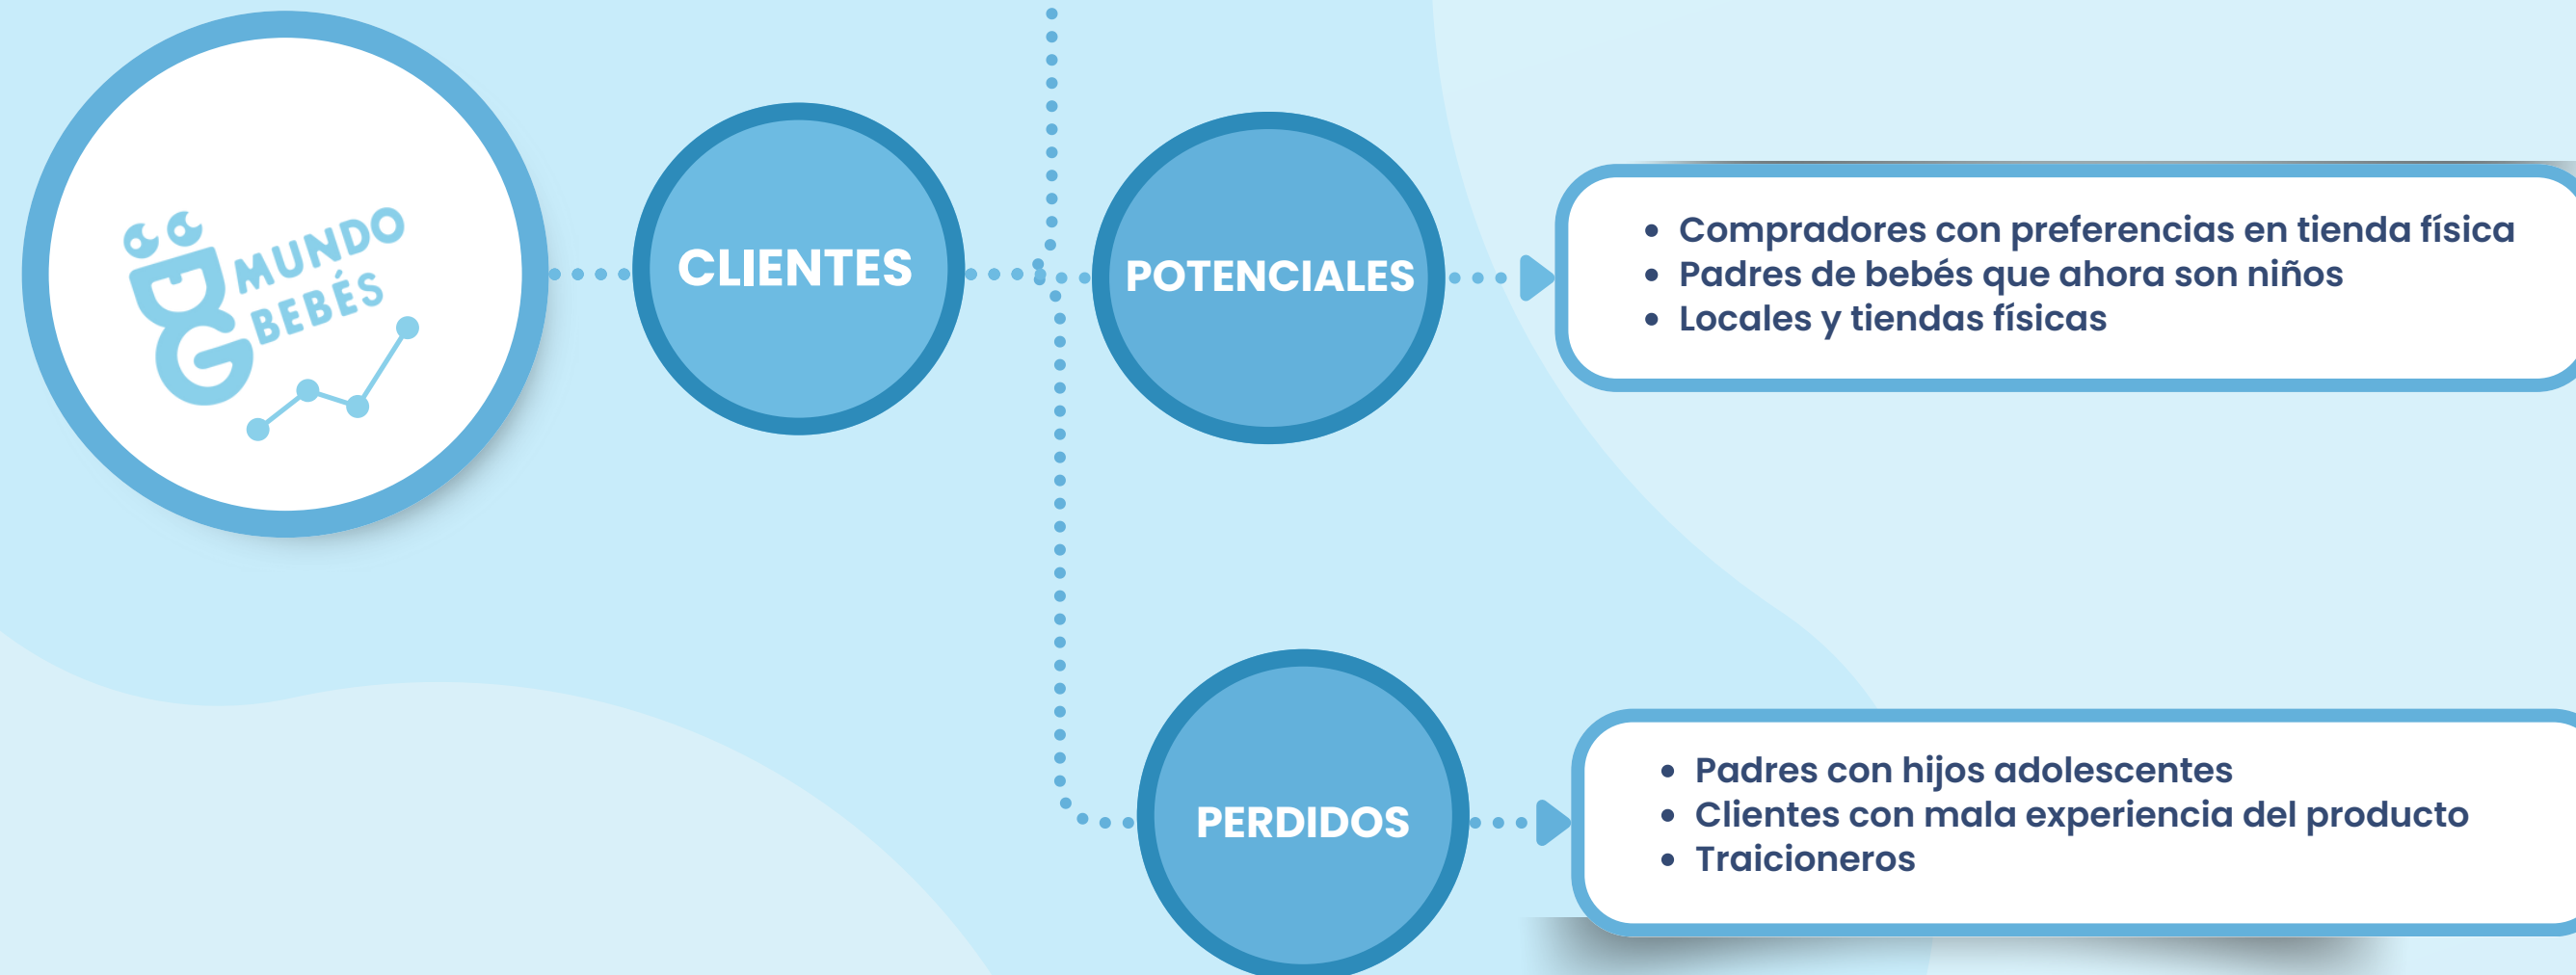 MUNDO
BEBÉS
DG
CLIENTES
POTENCIALES
• Compradores con preferencias en tienda física
• Padres de bebés que ahora son niños
• Locales y tiendas físicas
PERDIDOS
• Padres con hijos adolescentes
• Clientes con mala experiencia del producto
• Traicioneros